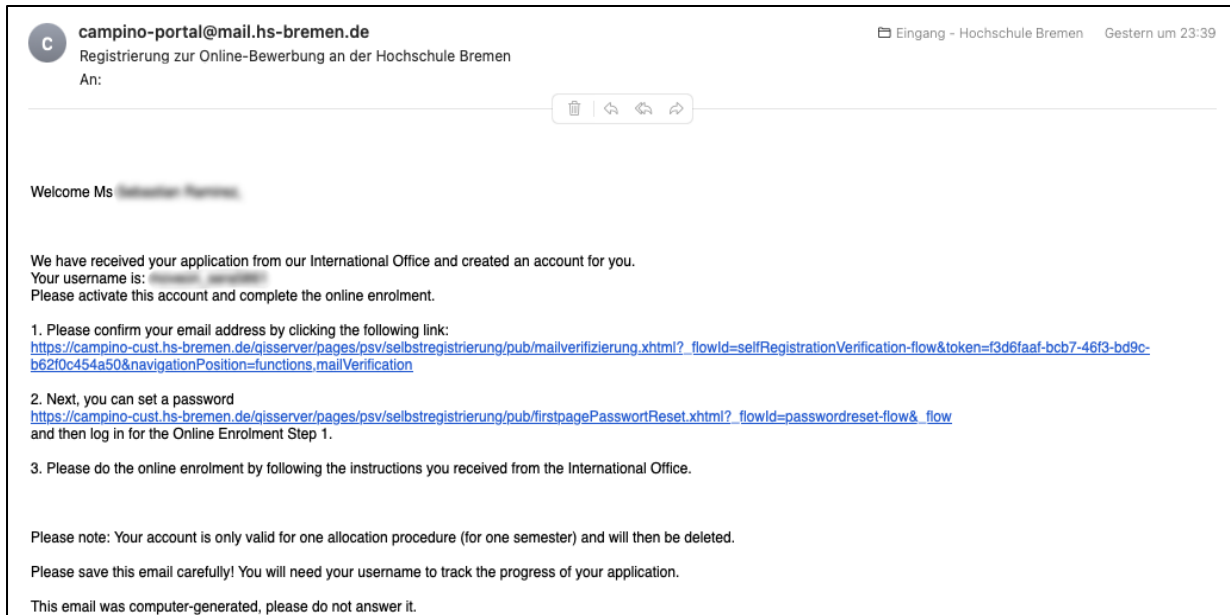 C
campino-portal@mail.hs-bremen.de
Eingang - Hochschule Bremen Gestern um 23:39
Registrierung zur Online-Bewerbung an der Hochschule Bremen
An:
Welcome Ms
We have received your application from our International Office and created an account for you.
Your username is:
Please activate this account and complete the online enrolment.
1. Please confirm your email address by clicking the following link:
https://campino-cust.hs-bremen.de/qisserver/pages/psv/selbstregistrierung/pub/mailverifizierung.xhtml?_flowId=selfRegistrationVerification-flow&token=f3d6faaf-bcb7-46f3-bd9c-
b62f0c454a50&navigationPosition=functions,mailVerification
2. Next, you can set a password
https://campino-cust.hs-bremen.de/qisserver/pages/psv/selbstregistrierung/pub/firstpagePasswortReset.xhtml?_flowId=passwordreset-flow&_flow
and then log in for the Online Enrolment Step 1.
3. Please do the online enrolment by following the instructions you received from the International Office.
Please note: Your account is only valid for one allocation procedure (for one semester) and will then be deleted.
Please save this email carefully! You will need your username to track the progress of your application.
This email was computer-generated, please do not answer it.